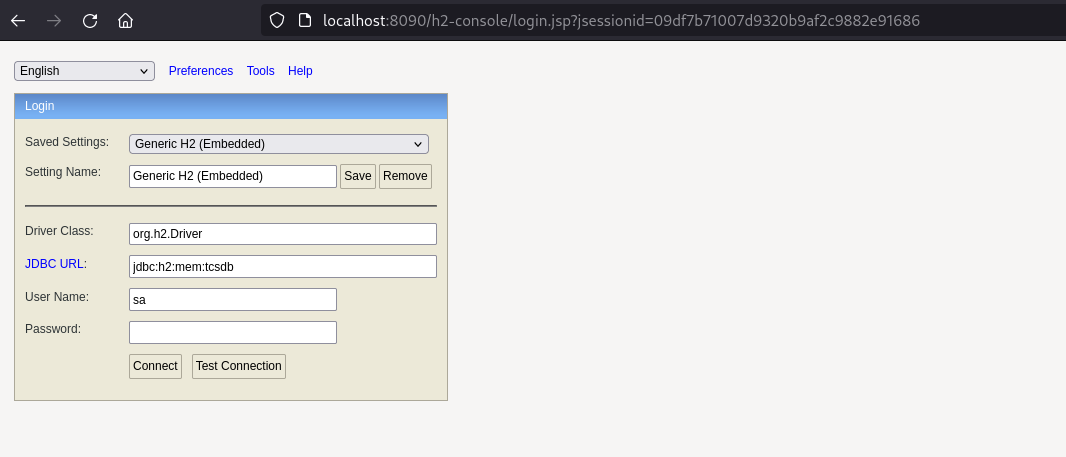 localhost:8090/h2-console/login.jsp?jsessionid=09df7b71007d9320b9af2c9882e91686
English Preferences Tools Help
Login
Saved Settings: Generic H2 (Embedded)
Setting Name: Generic H2 (Embedded) Save Remove
Driver Class: org.h2.Driver
JDBC URL: jdbc:h2:mem:tcsdb
User Name: sa
Password:
Connect Test Connection